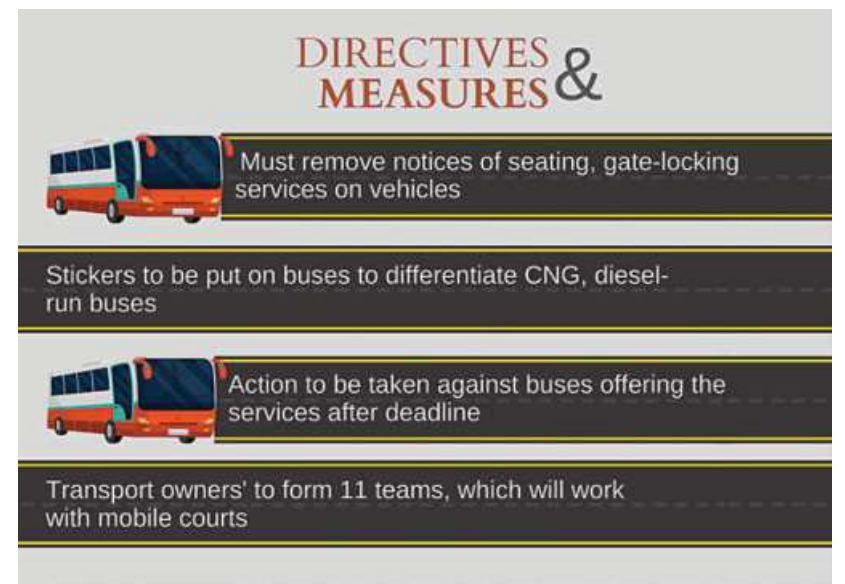 DIRECTIVES &
MEASURES
Must remove notices of seating, gate-locking
services on vehicles
Stickers to be put on buses to differentiate CNG, diesel-
run buses
Action to be taken against buses offering the
services after deadline
Transport owners' to form 11 teams, which will work
with mobile courts